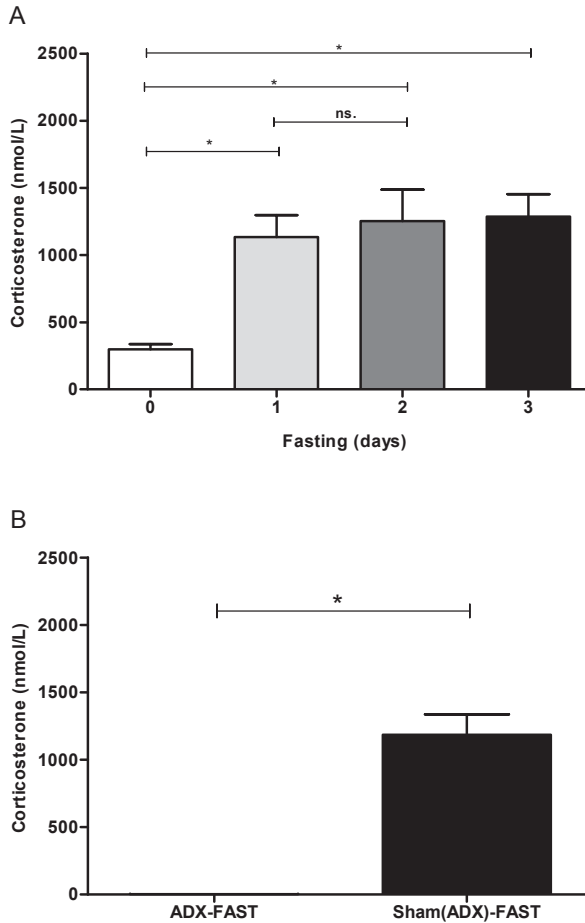 A
Corticosterone (nmol/L)
2500
2000
1500
1000
500
0
*
*
ns.
*
0 1 2 3
Fasting (days)
B
Corticosterone (nmol/L)
2500
2000
1500
1000
500
0
*
ADX-FAST Sham(ADX)-FAST